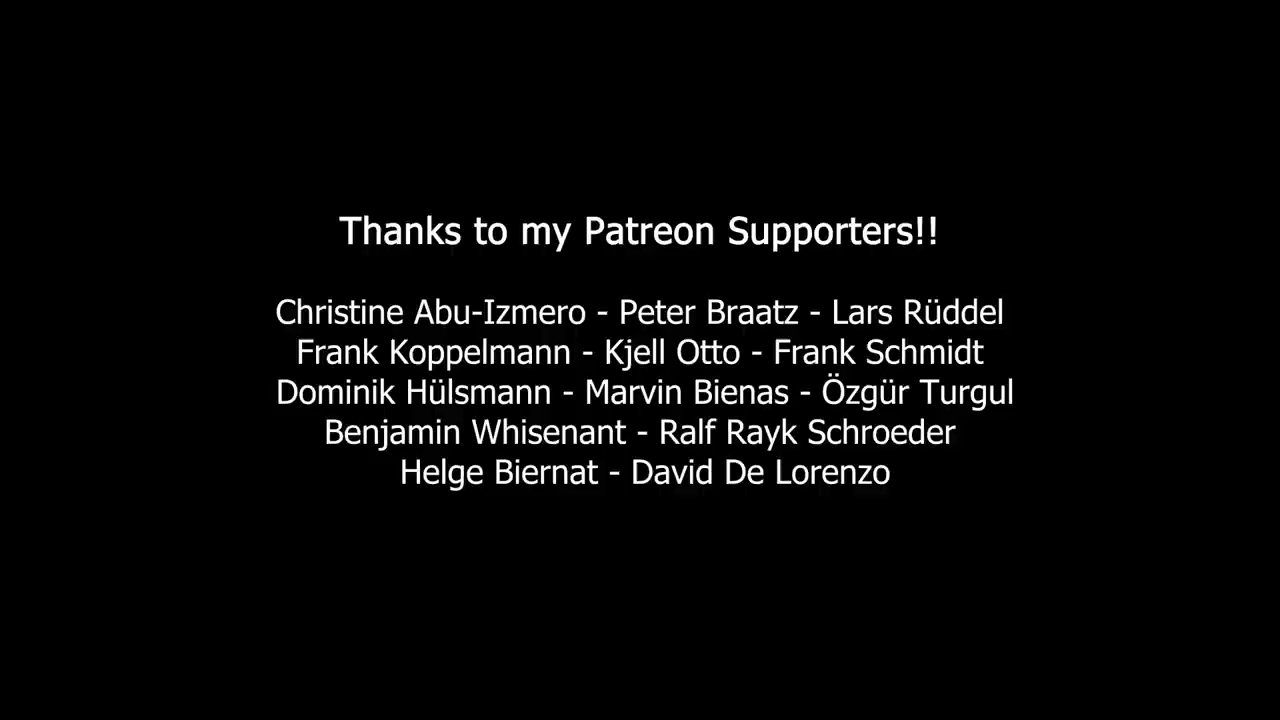 Thanks to my Patreon Supporters!!
Christine Abu-Izmero - Peter Braatz - Lars Rüddel
Frank Koppelmann - Kjell Otto - Frank Schmidt
Dominik Hülsmann - Marvin Bienas - Özgür Turgul
Benjamin Whisenant - Ralf Rayk Schroeder
Helge Biernat - David De Lorenzo